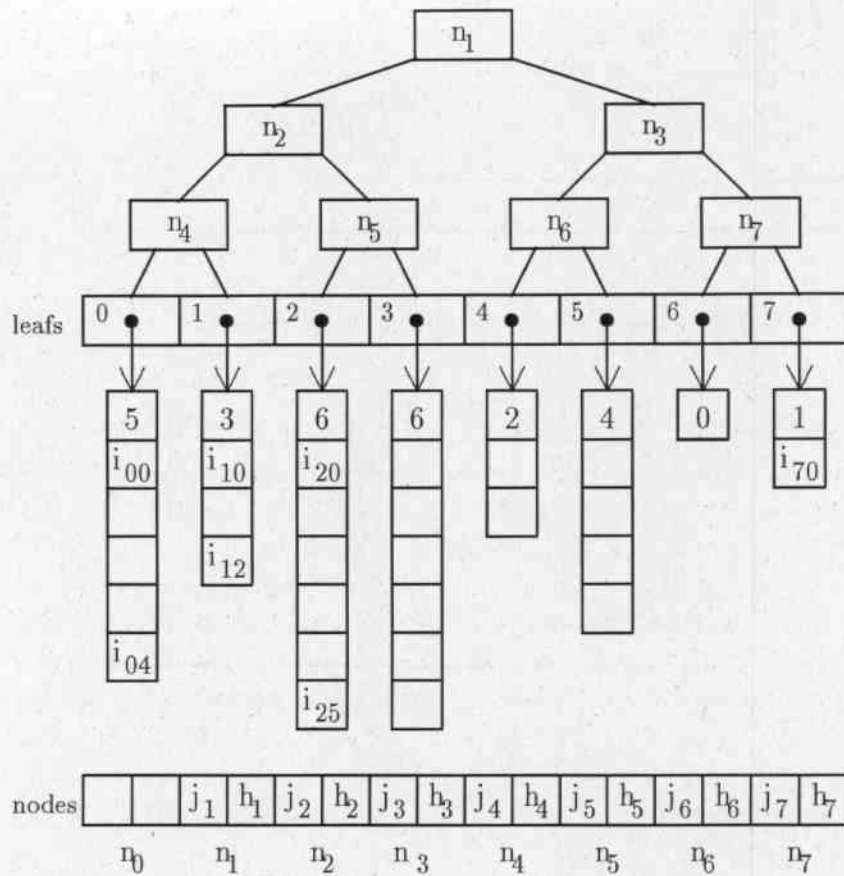 n₁
n₂ n₃
n₄ n₅ n₆ n₇
leafs 0 1 2 3 4 5 6 7
5 3 6 6 2 4 0 1
i₀₀ i₁₀ i₂₀ i₇₀
i₁₂
i₀₄
i₂₅
nodes j₁ h₁ j₂ h₂ j₃ h₃ j₄ h₄ j₅ h₅ j₆ h₆ j₇ h₇
n₀ n₁ n₂ n₃ n₄ n₅ n₆ n₇